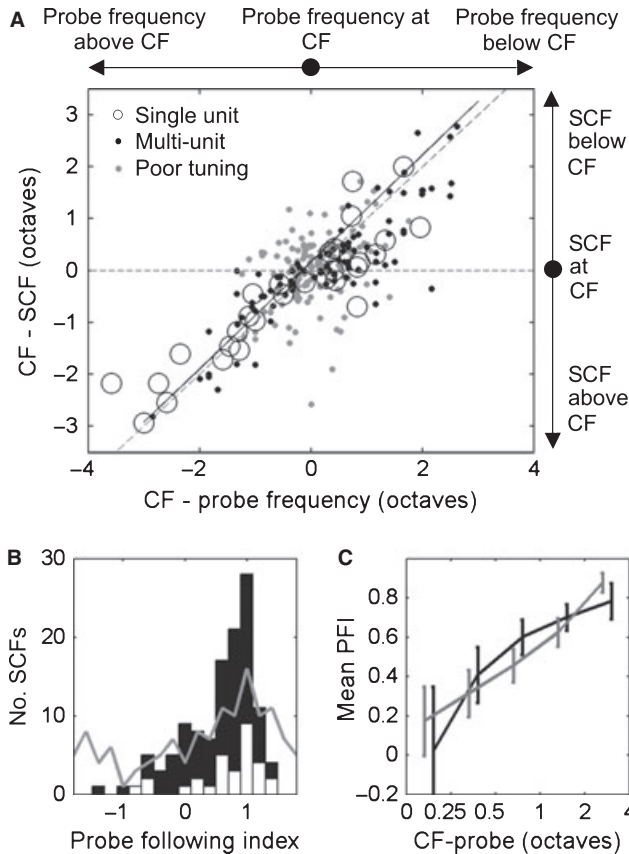 A
Probe frequency above CF
Probe frequency at CF
Probe frequency below CF
Single unit
Multi-unit
Poor tuning
3
2
1
0
−1
−2
−3
CF - SCF (octaves)
−4
−2
0
2
4
CF - probe frequency (octaves)
SCF below CF
SCF at CF
SCF above CF
B
30
20
10
0
No. SCFs
−1
0
1
Probe following index
C
0.8
0.6
0.4
0.2
0
−0.2
Mean PFI
0
0.25
0.5
1
2
4
CF-probe (octaves)